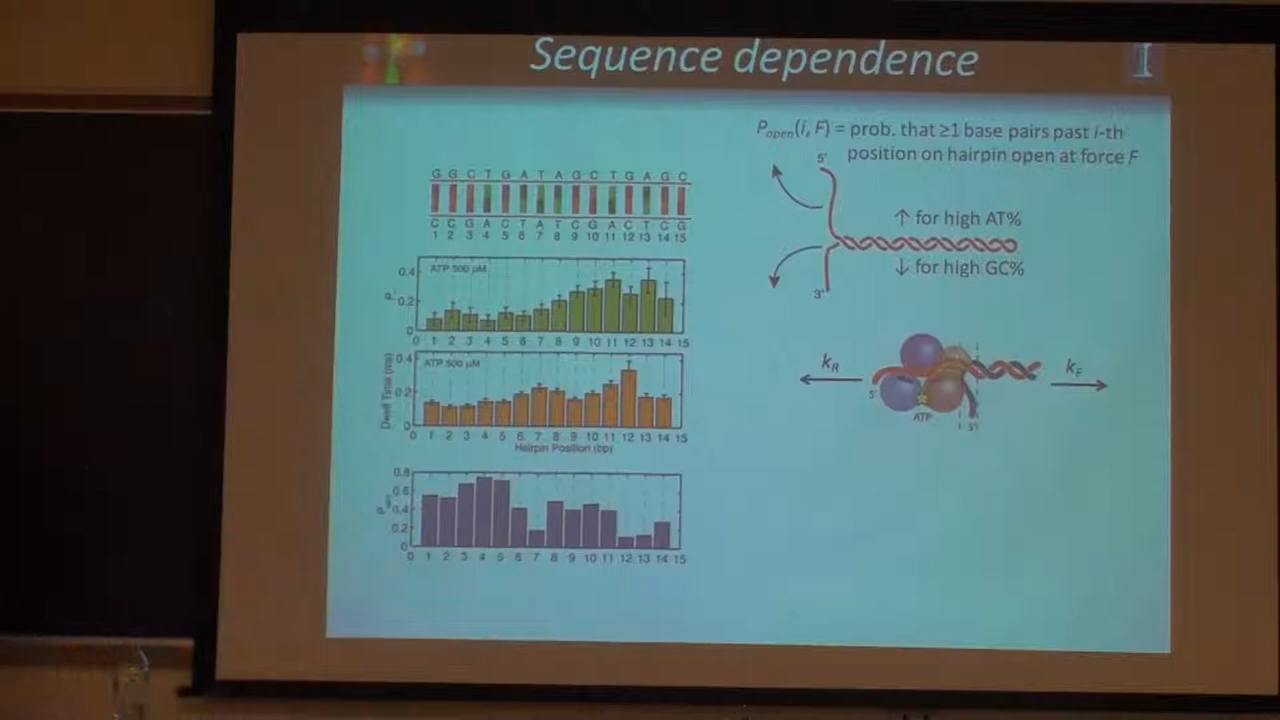 Sequence dependence
I
P_open(i, F) = prob. that ≥1 base pairs past i-th
position on hairpin open at force F
5'
↑ for high AT%
↓ for high GC%
3'
G G C T G A T A G C T G A G C
C C G A C T A T C G A C T C G
1 2 3 4 5 6 7 8 9 10 11 12 13 14 15
ATP 500 µM
0.4
0.2
0
0 1 2 3 4 5 6 7 8 9 10 11 12 13 14 15
ATP 500 µM
Dwell Time (ms)
0.4
0.2
0
0 1 2 3 4 5 6 7 8 9 10 11 12 13 14 15
Hairpin Position (bp)
0.8
0.6
0.4
0.2
0
0 1 2 3 4 5 6 7 8 9 10 11 12 13 14 15
k_R
k_F
5'
ATP
3'